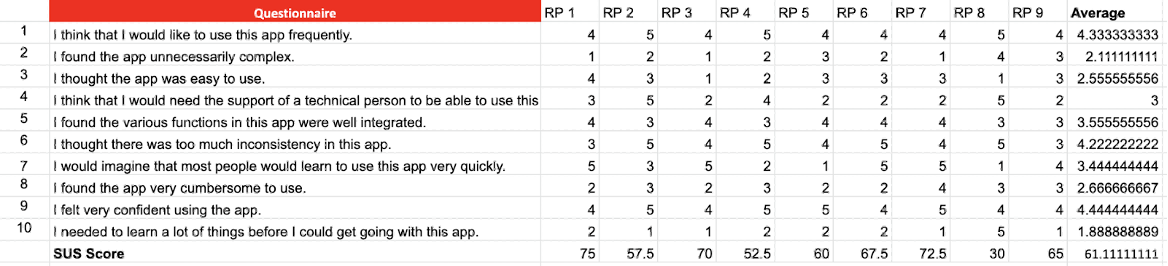 Questionnaire RP 1 RP 2 RP 3 RP 4 RP 5 RP 6 RP 7 RP 8 RP 9 Average
1 I think that I would like to use this app frequently. 4 5 4 5 4 4 4 5 4 4.333333333
2 I found the app unnecessarily complex. 1 2 1 2 3 2 1 4 3 2.111111111
3 I thought the app was easy to use. 4 3 1 2 3 3 3 1 3 2.555555556
4 I think that I would need the support of a technical person to be able to use this 3 5 2 4 2 2 2 5 2 3
5 I found the various functions in this app were well integrated. 4 3 4 3 4 4 4 3 3 3.555555556
6 I thought there was too much inconsistency in this app. 3 5 4 5 4 5 4 5 3 4.222222222
7 I would imagine that most people would learn to use this app very quickly. 5 3 5 2 1 5 5 1 4 3.444444444
8 I found the app very cumbersome to use. 2 3 2 3 2 2 4 3 3 2.666666667
9 I felt very confident using the app. 4 5 4 5 5 4 5 4 4 4.444444444
10 I needed to learn a lot of things before I could get going with this app. 2 1 1 2 2 2 1 5 1 1.888888889
SUS Score 75 57.5 70 52.5 60 67.5 72.5 30 65 61.11111111